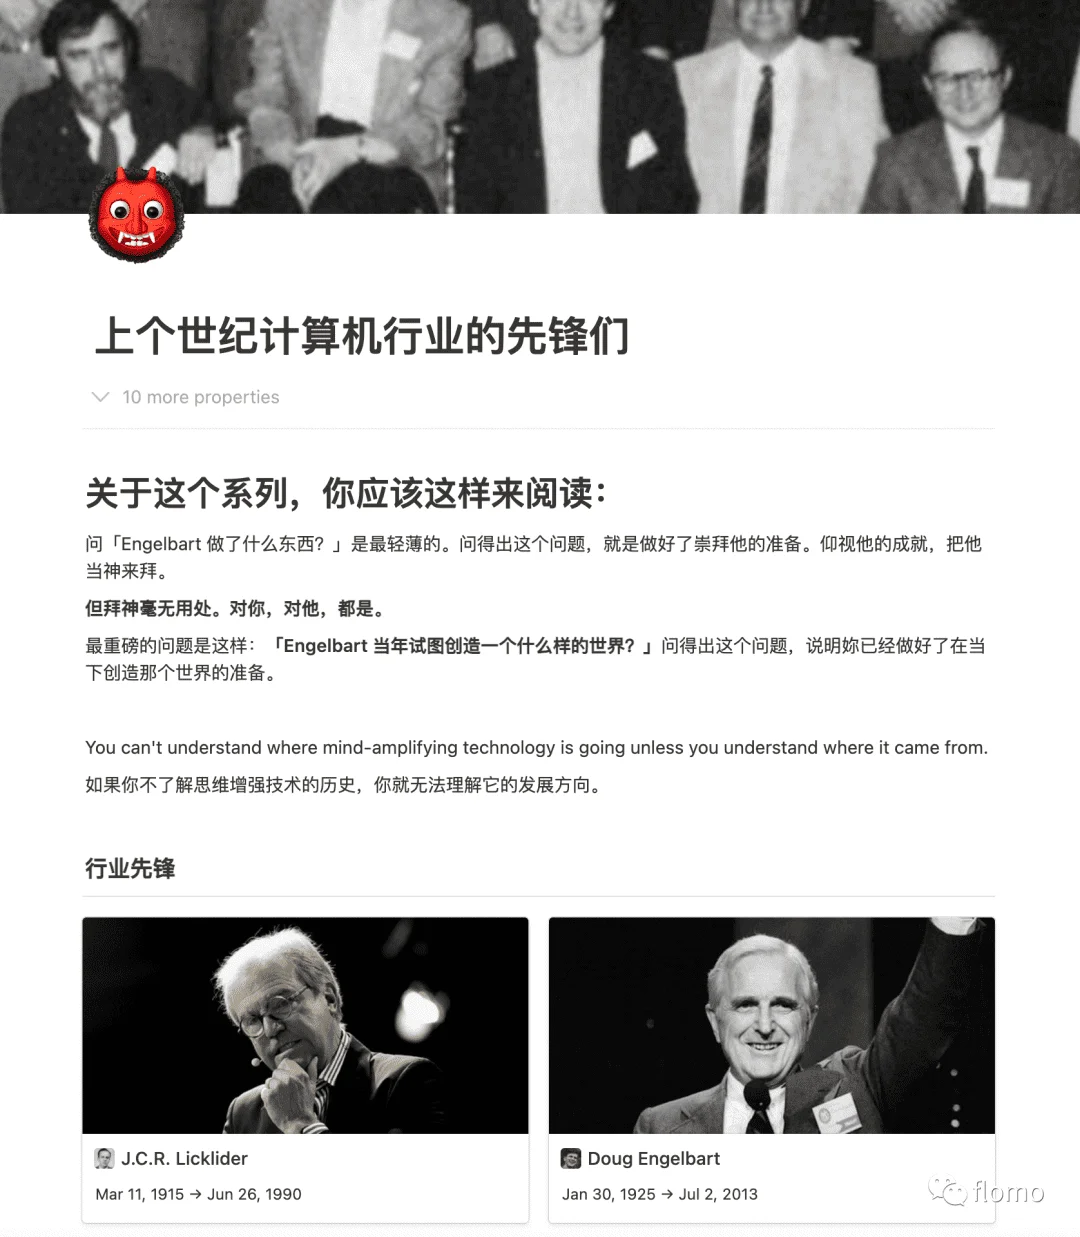 上个世纪计算机行业的先锋们
10 more properties
关于这个系列，你应该这样来阅读：
问「Engelbart 做了什么东西？」是最轻薄的。问得出这个问题，就是做好了崇拜他的准备。仰视他的成就，把他
当神来拜。
但拜神毫无用处。对你，对他，都是。
最重磅的问题是这样：「Engelbart 当年试图创造一个什么样的世界？」问得出这个问题，说明妳已经做好了在当
下创造那个世界的准备。
You can't understand where mind-amplifying technology is going unless you understand where it came from.
如果你不了解思维增强技术的历史，你就无法理解它的发展方向。
行业先锋
J.C.R. Licklider
Mar 11, 1915 → Jun 26, 1990
Doug Engelbart
Jan 30, 1925 → Jul 2, 2013
flomo